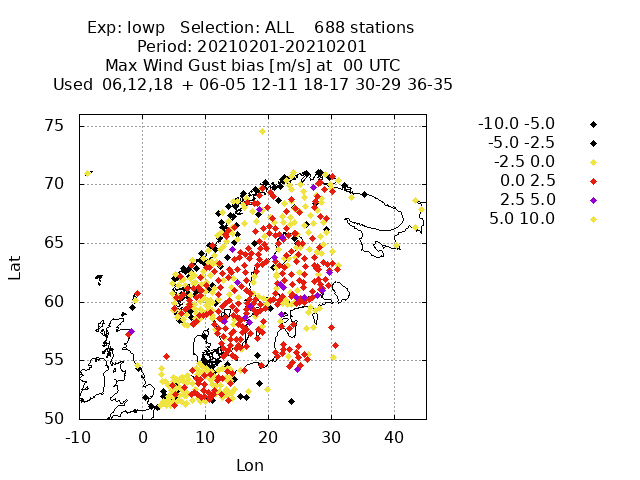 Exp: Iowp   Selection: ALL    688 stations
Period: 20210201-20210201
Max Wind Gust bias [m/s] at  00 UTC
Used  06,12,18  + 06-05 12-11 18-17 30-29 36-35
-10.0 -5.0
-5.0 -2.5
-2.5 0.0
0.0 2.5
2.5 5.0
5.0 10.0
75
70
65
60
55
50
Lat
-10 0 10 20 30 40
Lon